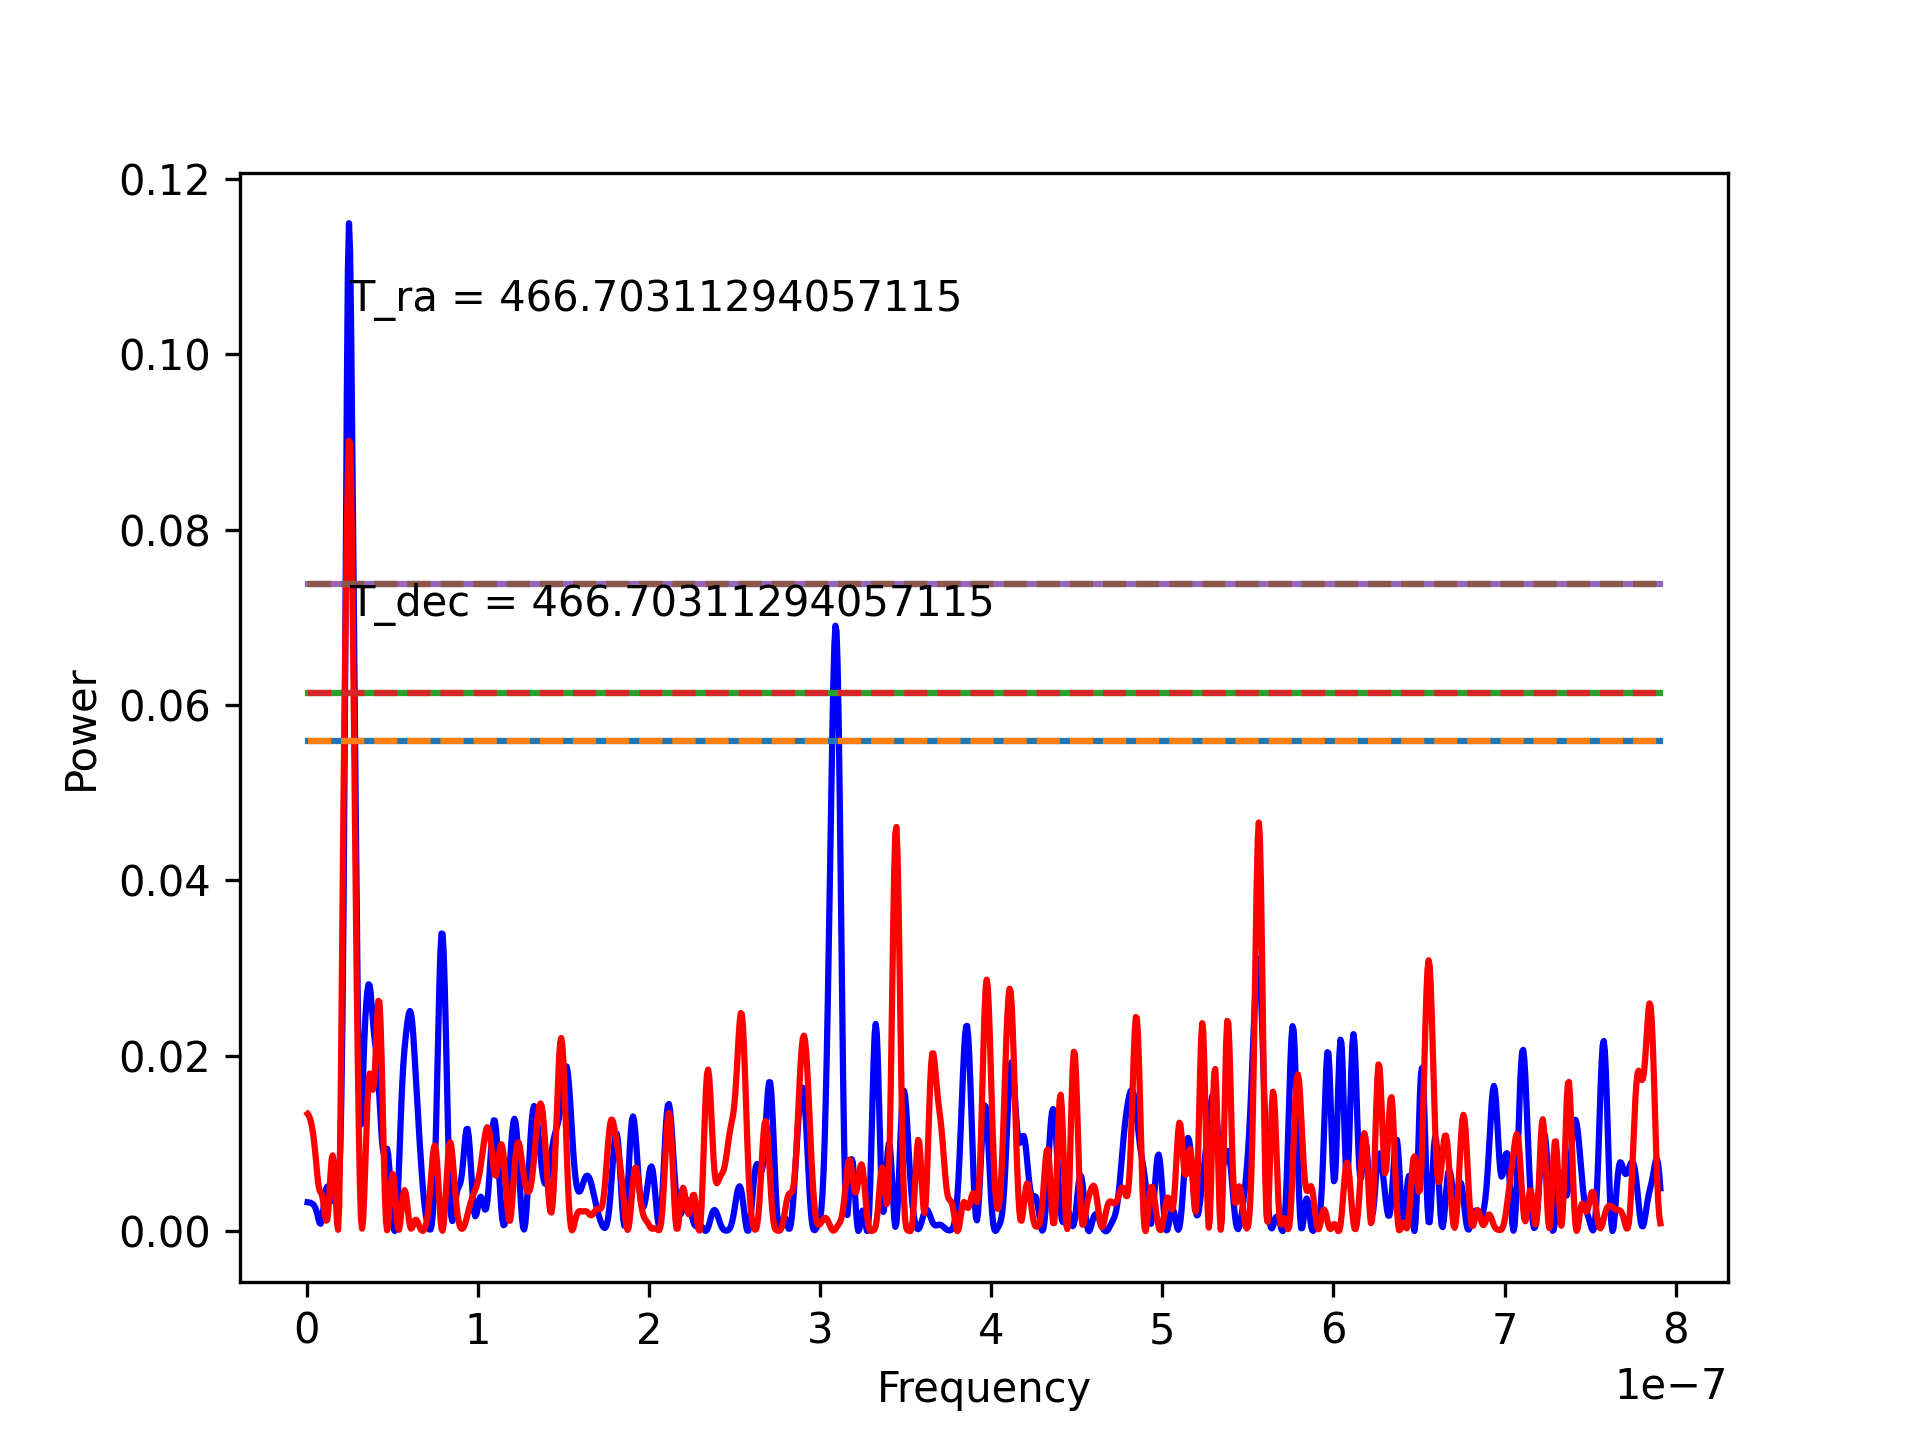 0.12
T_ra = 466.70311294057115
0.10
0.08
T_dec = 466.70311294057115
Power
0.06
0.04
0.02
0.00
0 1 2 3 4 5 6 7 8
Frequency
1e−7